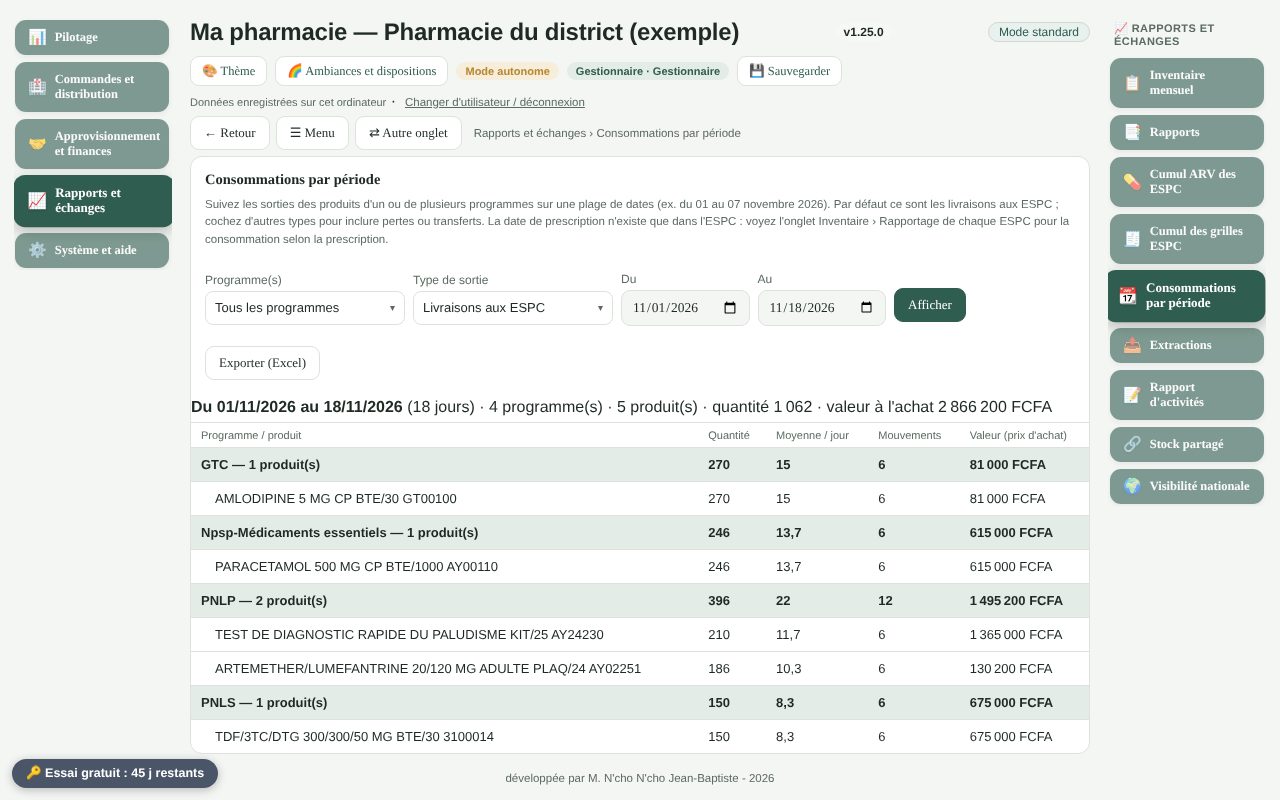 📊 Pilotage
🏥 Commandes et
distribution
🤝 Approvisionnement
et finances
📈 Rapports et
échanges
⚙️ Système et aide
Ma pharmacie — Pharmacie du district (exemple)
v1.25.0
Mode standard
🎨 Thème
🌈 Ambiances et dispositions
Mode autonome
Gestionnaire · Gestionnaire
💾 Sauvegarder
Données enregistrées sur cet ordinateur · Changer d'utilisateur / déconnexion
← Retour
☰ Menu
⇄ Autre onglet
Rapports et échanges › Consommations par période
Consommations par période
Suivez les sorties des produits d'un ou de plusieurs programmes sur une plage de dates (ex. du 01 au 07 novembre 2026). Par défaut ce sont les livraisons aux ESPC ;
cochez d'autres types pour inclure pertes ou transferts. La date de prescription n'existe que dans l'ESPC : voyez l'onglet Inventaire › Rapportage de chaque ESPC pour la
consommation selon la prescription.
Programme(s) Type de sortie Du Au
Tous les programmes ▾ Livraisons aux ESPC ▾ 11/01/2026 11/18/2026 Afficher
Exporter (Excel)
Du 01/11/2026 au 18/11/2026 (18 jours) · 4 programme(s) · 5 produit(s) · quantité 1 062 · valeur à l'achat 2 866 200 FCFA
Programme / produit Quantité Moyenne / jour Mouvements Valeur (prix d'achat)
GTC — 1 produit(s) 270 15 6 81 000 FCFA
AMLODIPINE 5 MG CP BTE/30 GT00100 270 15 6 81 000 FCFA
Npsp-Médicaments essentiels — 1 produit(s) 246 13,7 6 615 000 FCFA
PARACETAMOL 500 MG CP BTE/1000 AY00110 246 13,7 6 615 000 FCFA
PNLP — 2 produit(s) 396 22 12 1 495 200 FCFA
TEST DE DIAGNOSTIC RAPIDE DU PALUDISME KIT/25 AY24230 210 11,7 6 1 365 000 FCFA
ARTEMETHER/LUMEFANTRINE 20/120 MG ADULTE PLAQ/24 AY02251 186 10,3 6 130 200 FCFA
PNLS — 1 produit(s) 150 8,3 6 675 000 FCFA
TDF/3TC/DTG 300/300/50 MG BTE/30 3100014 150 8,3 6 675 000 FCFA
📈 RAPPORTS ET
ÉCHANGES
📋 Inventaire
mensuel
📑 Rapports
💊 Cumul ARV des
ESPC
🧾 Cumul des grilles
ESPC
📆 Consommations
par période
📤 Extractions
📝 Rapport
d'activités
🔗 Stock partagé
🌍 Visibilité nationale
🔑 Essai gratuit : 45 j restants
développée par M. N'cho N'cho Jean-Baptiste - 2026